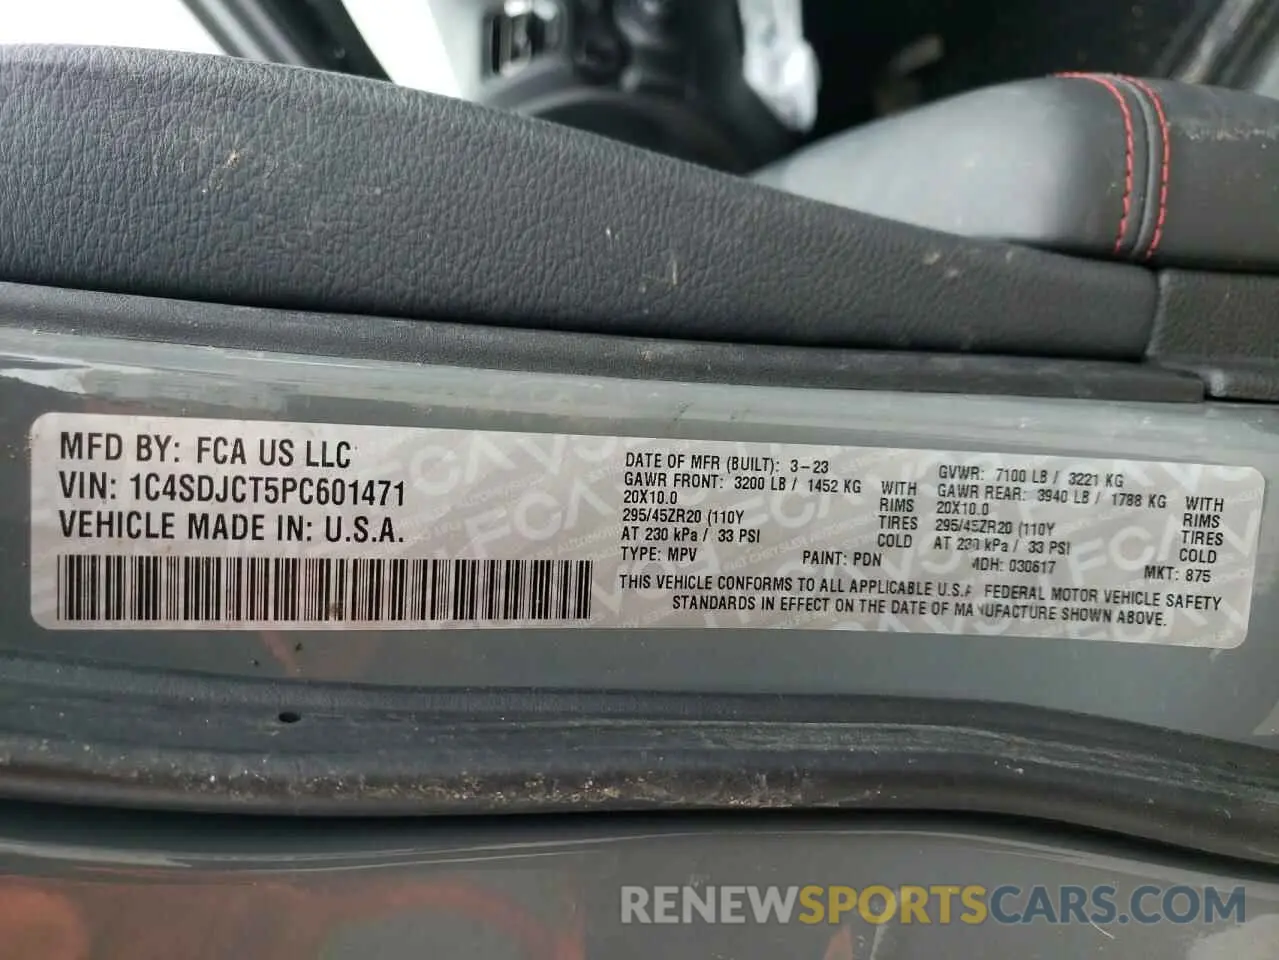 MFD BY: FCA US LLC
VIN: 1C4SDJCT5PC601471
VEHICLE MADE IN: U.S.A.
DATE OF MFR (BUILT): 3-23
GAWR FRONT: 3200 LB / 1452 KG WITH
20X10.0 RIMS
295/45ZR20 (110Y TIRES
AT 230 kPa / 33 PSI COLD
TYPE: MPV PAINT: PDN
GVWR: 7100 LB / 3221 KG
GAWR REAR: 3940 LB / 1788 KG WITH
20X10.0 RIMS
295/45ZR20 (110Y TIRES
AT 230 kPa / 33 PSI COLD
MDH: 030617 MKT: 875
THIS VEHICLE CONFORMS TO ALL APPLICABLE U.S.A FEDERAL MOTOR VEHICLE SAFETY
STANDARDS IN EFFECT ON THE DATE OF MANUFACTURE SHOWN ABOVE.
RENEWSPORTSCARS.COM